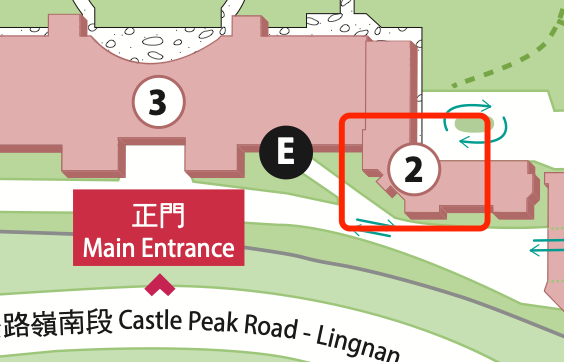 3
E
2
正門
Main Entrance
路嶺南段 Castle Peak Road - Lingnan